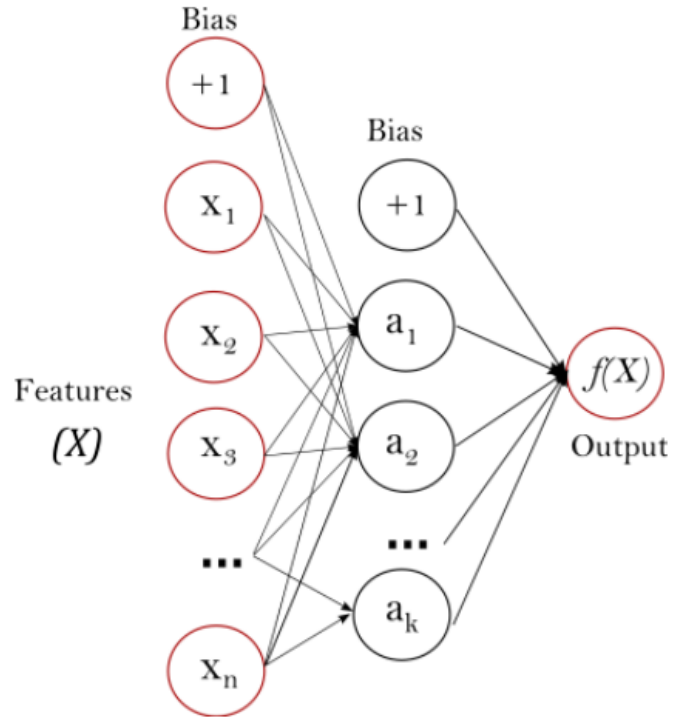 Bias
+1
x1
x2
x3
...
xn
Features
(X)
Bias
+1
a1
a2
...
ak
f(X)
Output